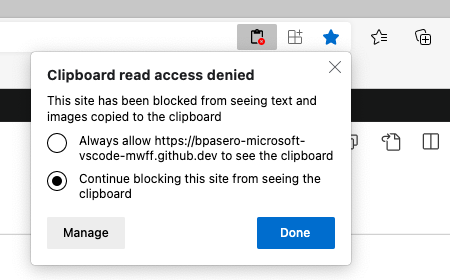 Clipboard read access denied
This site has been blocked from seeing text and
images copied to the clipboard
Always allow https://bpasero-microsoft-
vscode-mwff.github.dev to see the clipboard
Continue blocking this site from seeing the
clipboard
Manage
Done